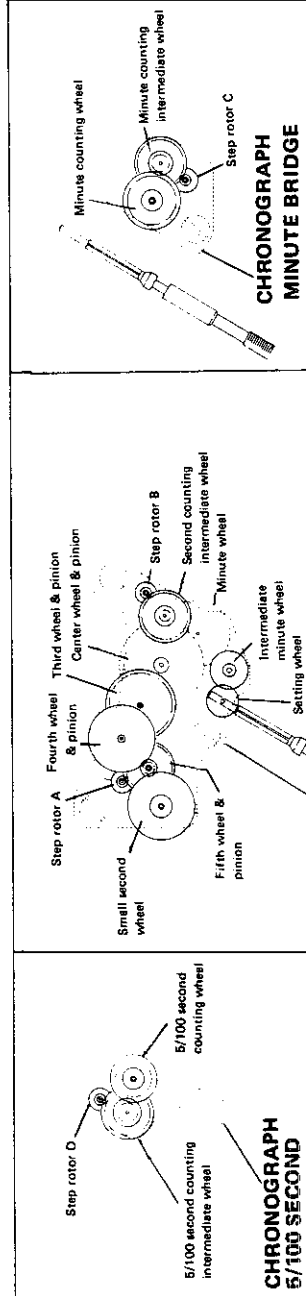 Step rotor D
5/100 second
counting wheel
5/100 second counting
intermediate wheel
CHRONOGRAPH
5/100 SECOND
Step rotor A
Fourth wheel
& pinion
Third wheel & pinion
Center wheel & pinion
Small second
wheel
Step rotor B
Second counting
intermediate wheel
Minute wheel
Fifth wheel &
pinion
Intermediate
minute wheel
Setting wheel
Minute counting wheel
Minute counting
intermediate wheel
Step rotor C
CHRONOGRAPH
MINUTE BRIDGE